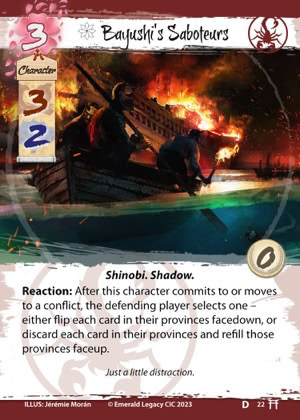 3
Bayushi's Saboteurs
Character
3
2
0
Shinobi. Shadow.
Reaction: After this character commits to or moves
to a conflict, the defending player selects one –
either flip each card in their provinces facedown, or
discard each card in their provinces and refill those
provinces faceup.
Just a little distraction.
ILLUS: Jérémie Morán © Emerald Legacy CIC 2023 D 22